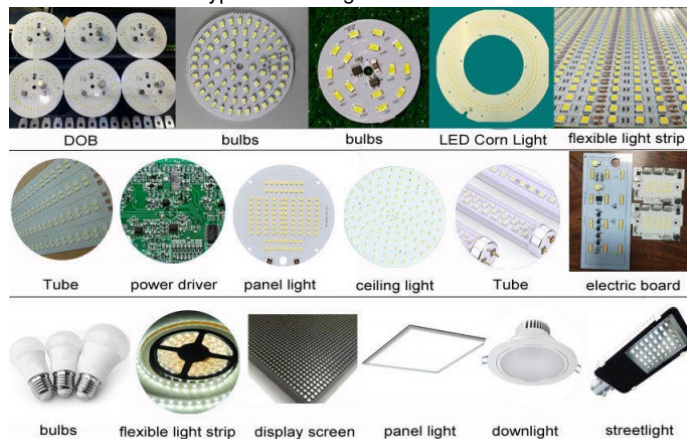 DOB bulbs bulbs LED Corn Light flexible light strip
Tube power driver panel light ceiling light Tube electric board
bulbs flexible light strip display screen panel light downlight streetlight